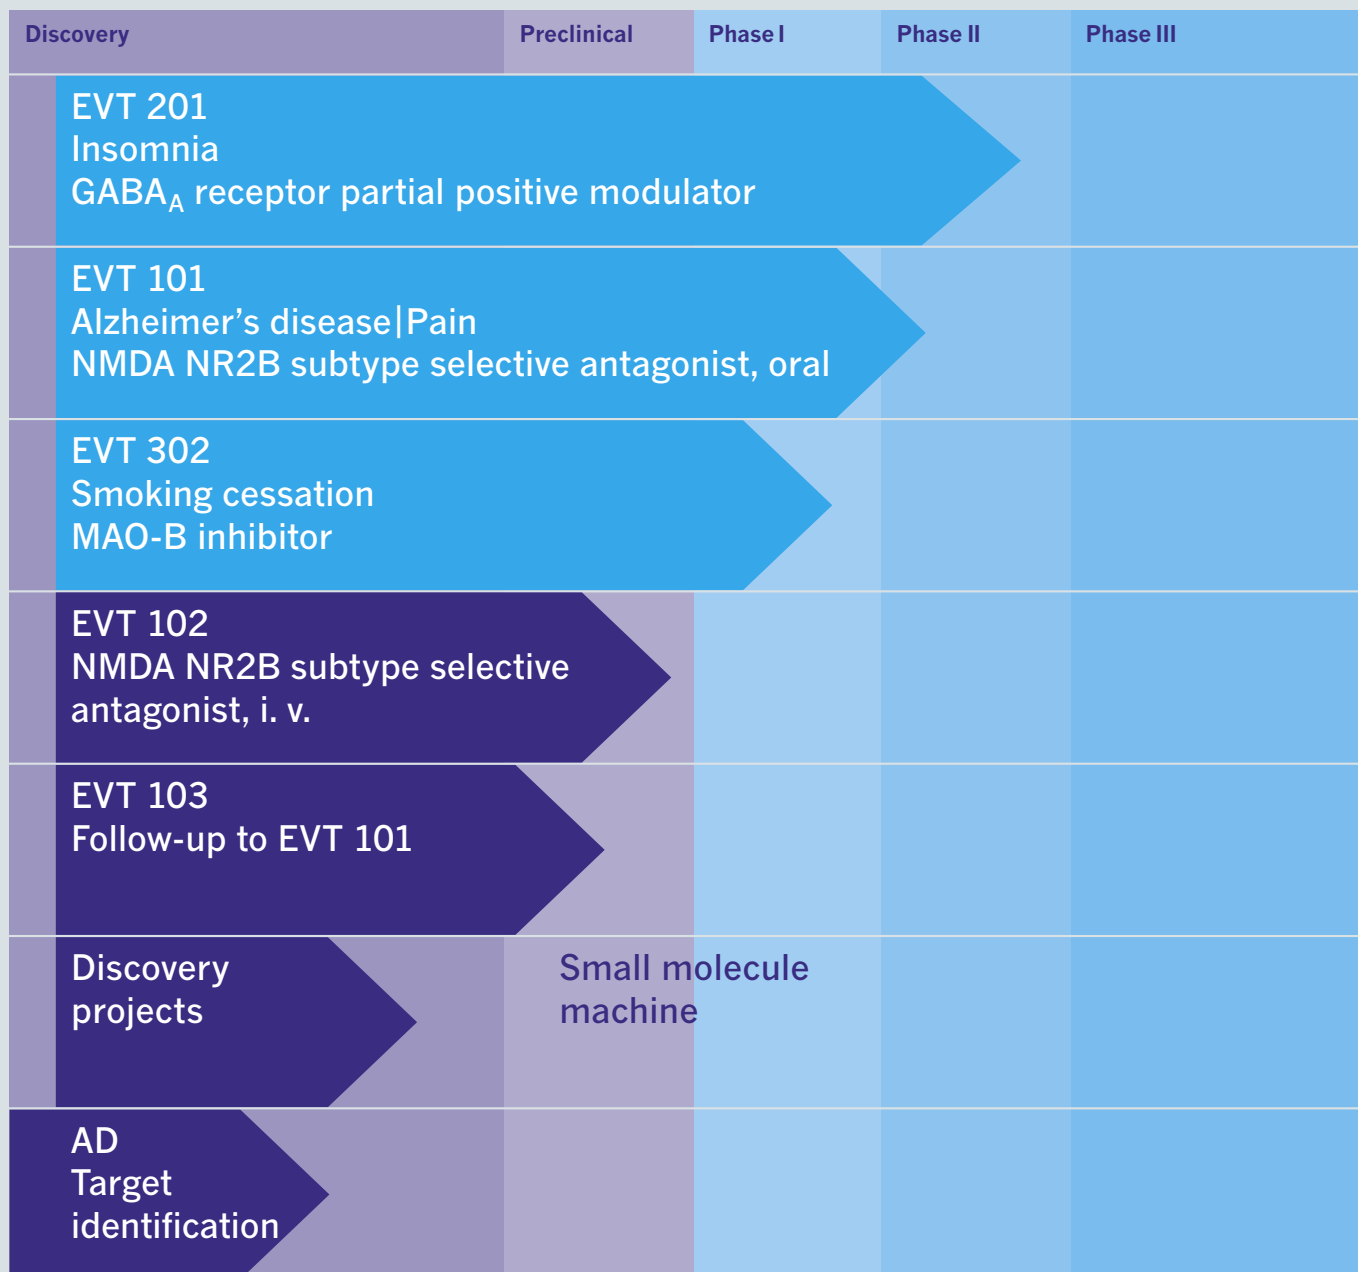 Discovery
Preclinical
Phase I
Phase II
Phase III
EVT 201
Insomnia
GABAA receptor partial positive modulator
EVT 101
Alzheimer’s disease|Pain
NMDA NR2B subtype selective antagonist, oral
EVT 302
Smoking cessation
MAO-B inhibitor
EVT 102
NMDA NR2B subtype selective
antagonist, i. v.
EVT 103
Follow-up to EVT 101
Discovery
projects
Small molecule
machine
AD
Target
identification